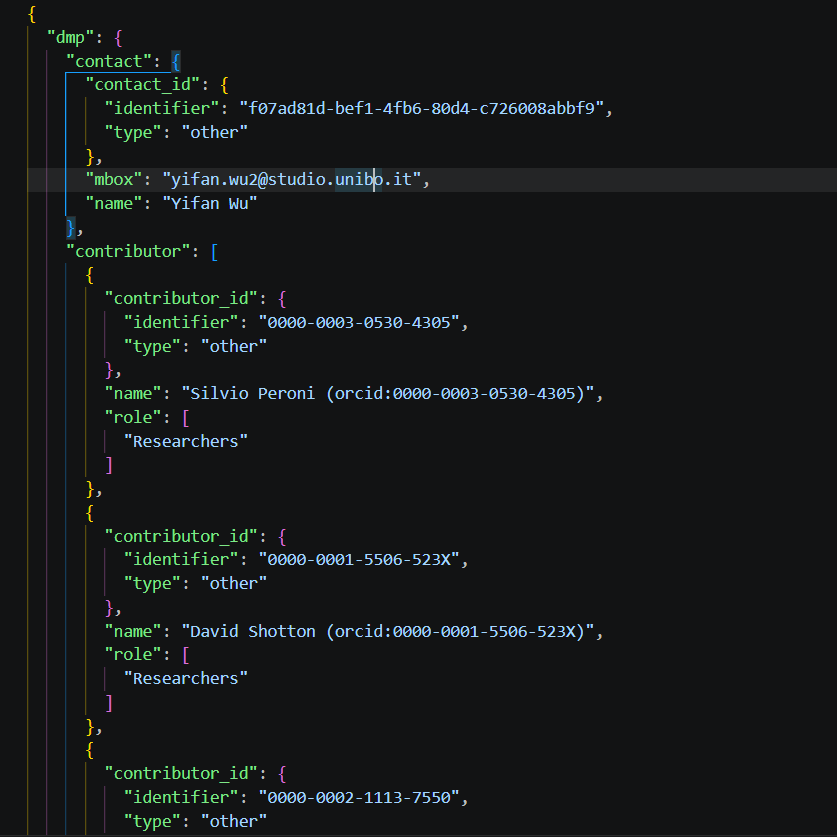 {
"dmp": {
"contact": {
"contact_id": {
"identifier": "f07ad81d-bef1-4fb6-80d4-c726008abbf9",
"type": "other"
},
"mbox": "yifan.wu2@studio.unibo.it",
"name": "Yifan Wu"
},
"contributor": [
{
"contributor_id": {
"identifier": "0000-0003-0530-4305",
"type": "other"
},
"name": "Silvio Peroni (orcid:0000-0003-0530-4305)",
"role": [
"Researchers"
]
},
{
"contributor_id": {
"identifier": "0000-0001-5506-523X",
"type": "other"
},
"name": "David Shotton (orcid:0000-0001-5506-523X)",
"role": [
"Researchers"
]
},
{
"contributor_id": {
"identifier": "0000-0002-1113-7550",
"type": "other"